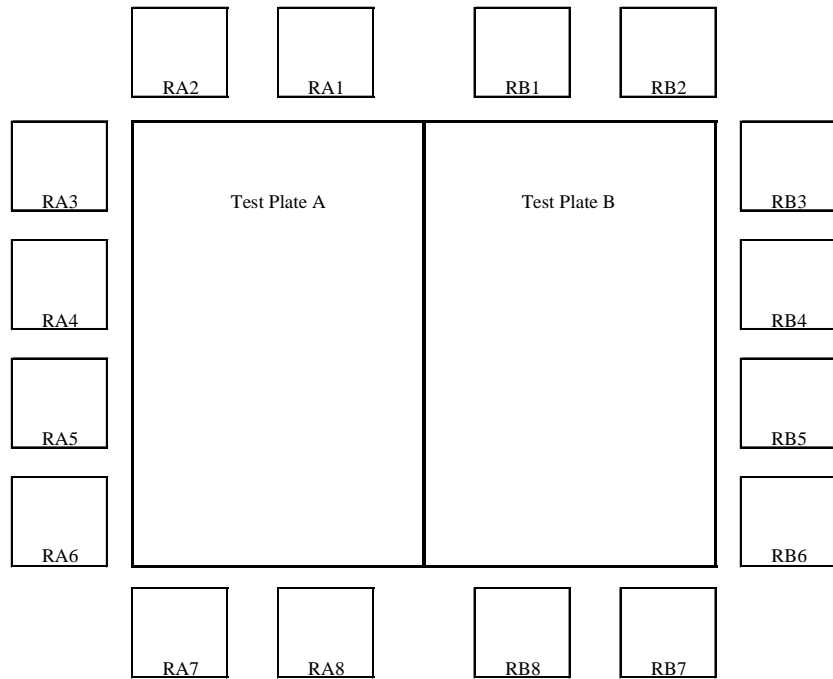 RA2 RA1 RB1 RB2
RA3 Test Plate A Test Plate B RB3
RA4 RB4
RA5 RB5
RA6 RB6
RA7 RA8 RB8 RB7